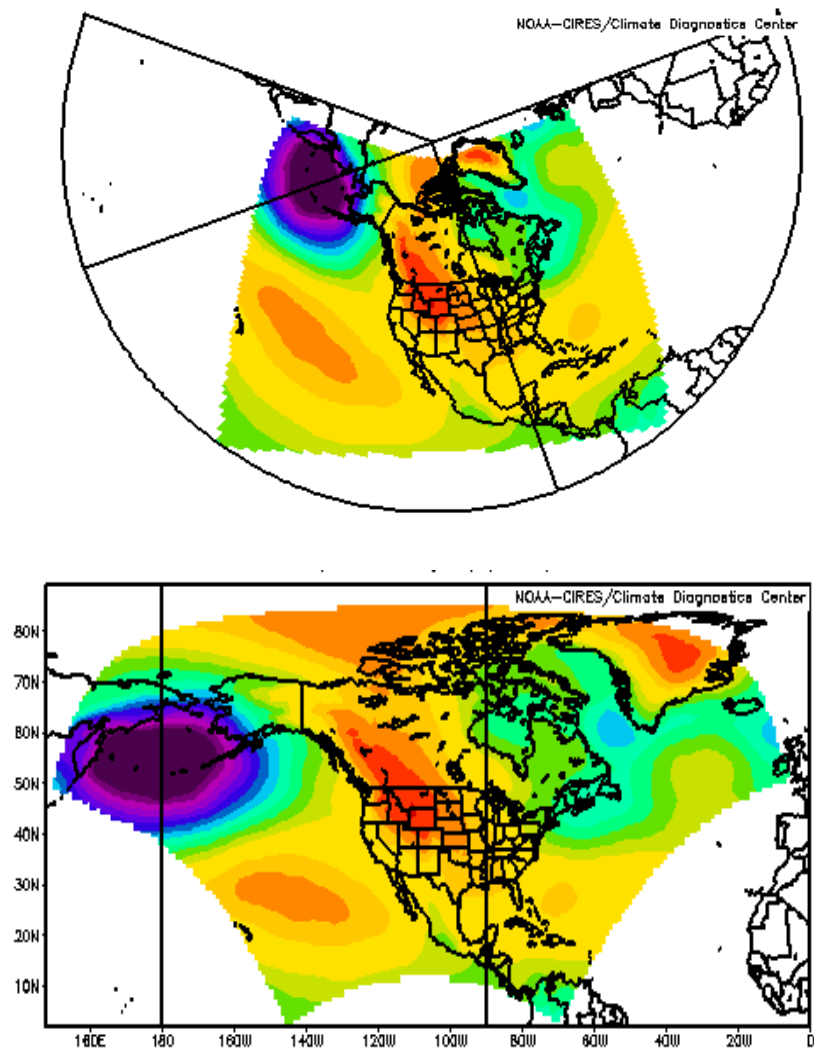 NOAA-CIRES/Climate Diagnostics Center
NOAA-CIRES/Climate Diagnostics Center
80N
70N
60N
50N
40N
30N
20N
10N
160E 180 160W 140W 120W 100W 80W 60W 40W 20W 0